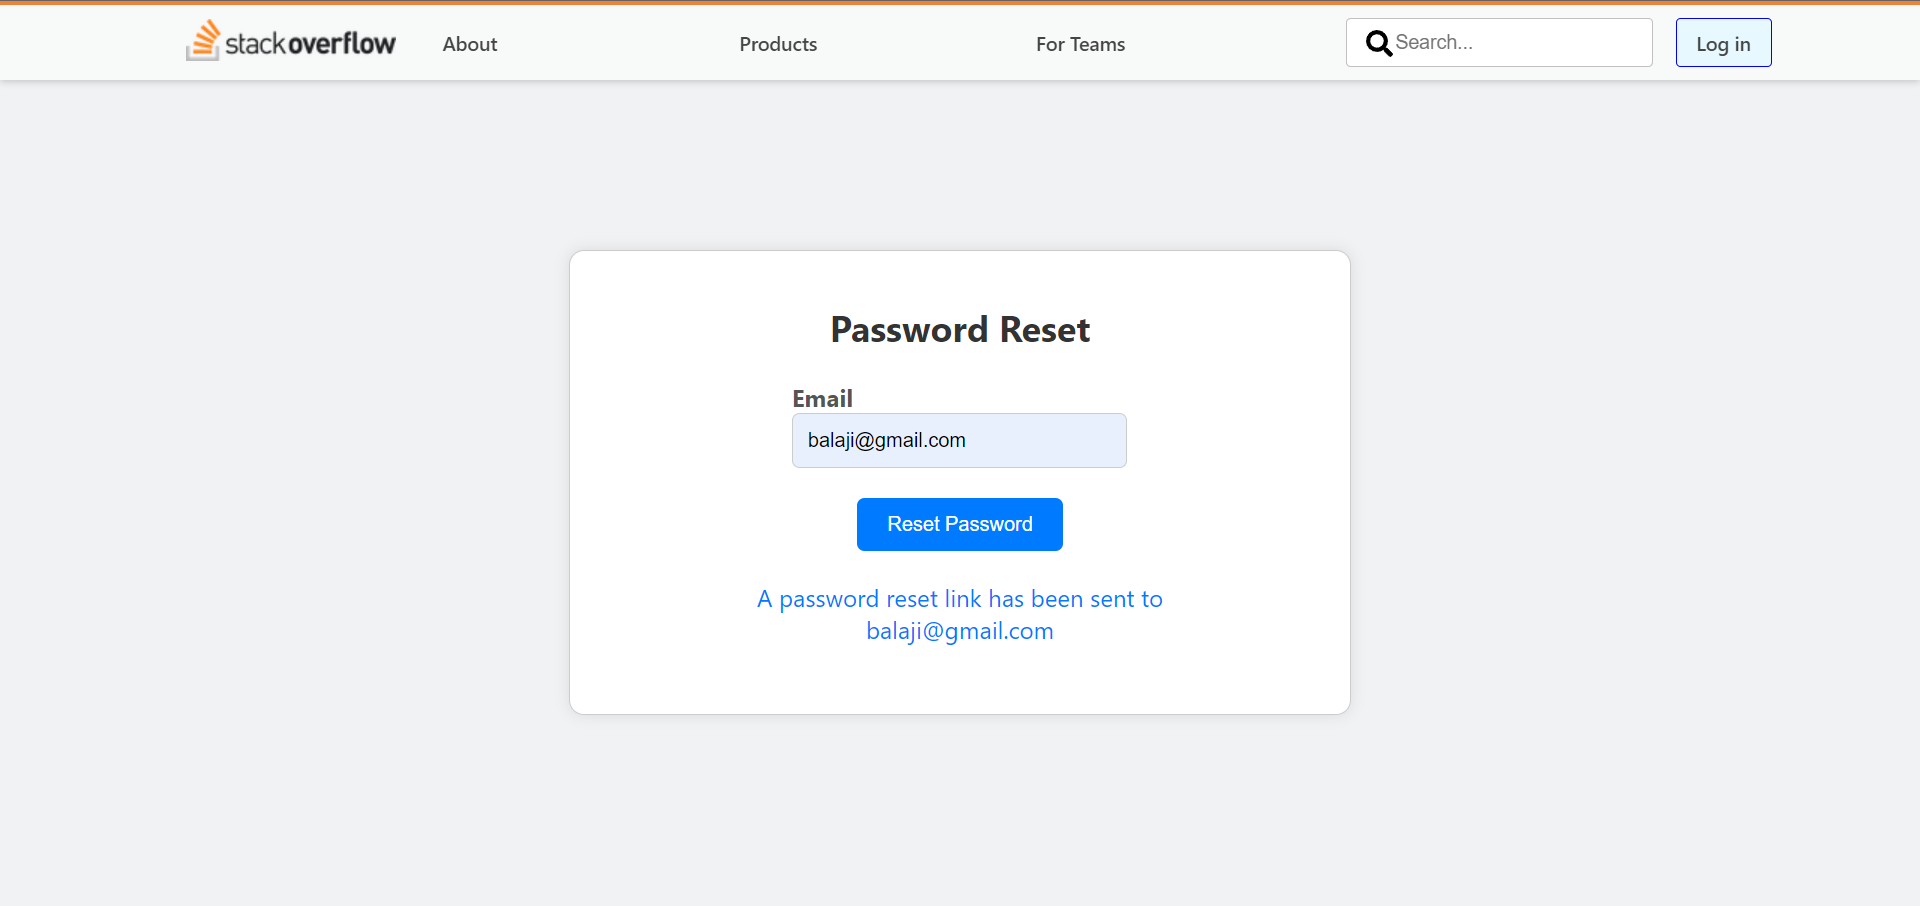 stackoverflow About Products For Teams Search... Log in
Password Reset
Email
balaji@gmail.com
Reset Password
A password reset link has been sent to
balaji@gmail.com